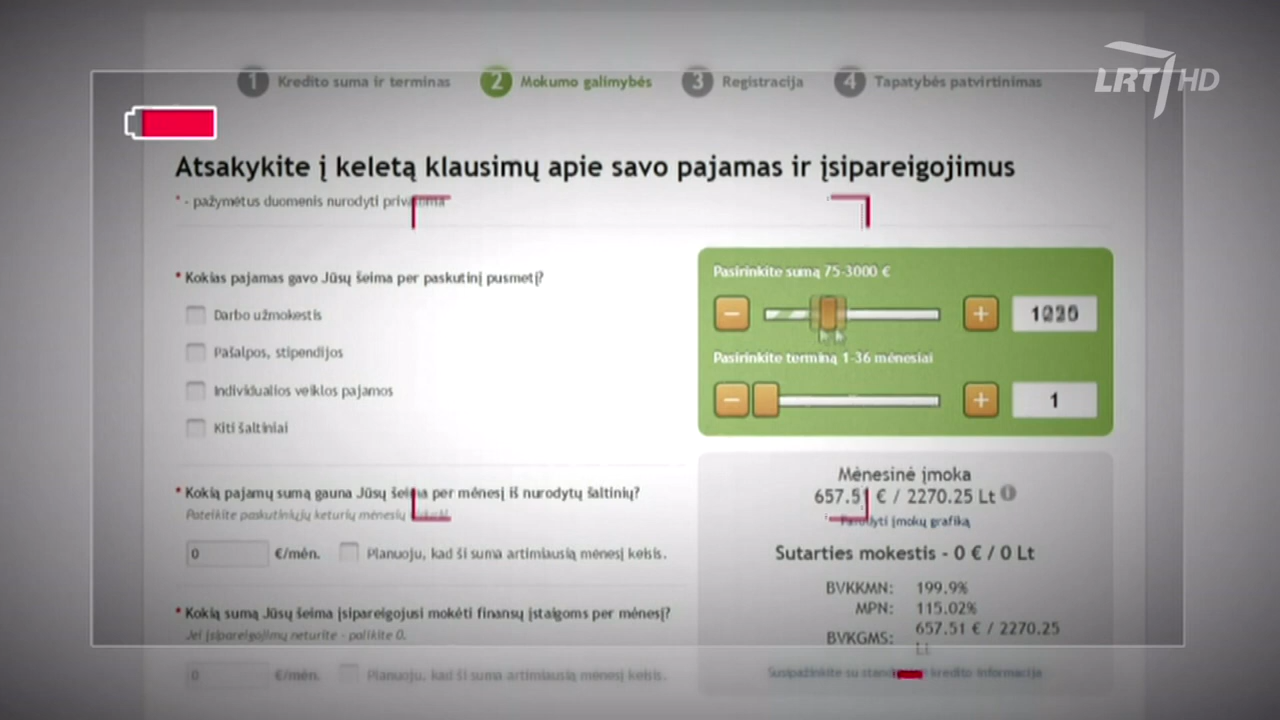 LRT HD
1 Kredito suma ir terminas 2 Mokumo galimybės 3 Registracija 4 Tapatybės patvirtinimas
Atsakykite į keletą klausimų apie savo pajamas ir įsipareigojimus
* - pažymėtus duomenis nurodyti privaloma
* Kokias pajamas gavo Jūsų šeima per paskutinį pusmetį?
Darbo užmokestis
Pašalpos, stipendijos
Individualios veiklos pajamos
Kiti šaltiniai
* Kokią pajamų sumą gauna Jūsų šeima per mėnesį iš nurodytų šaltinių?
Pateikite paskutiniųjų keturių mėnesių
0 €/mėn. Planuoju, kad ši suma artimiausią mėnesį keisis.
* Kokią sumą Jūsų šeima įsipareigojusi mokėti finansų įstaigoms per mėnesį?
Jei įsipareigojimų neturite - palikite 0.
0 €/mėn. Planuoju, kad ši suma artimiausią mėnesį keisis.
Pasirinkite sumą 75-3000 €
− +
Pasirinkite terminą 1-36 mėnesiai
− + 1
Mėnesinė įmoka
657.51 € / 2270.25 Lt
Parodyti įmokų grafiką
Sutarties mokestis - 0 € / 0 Lt
BVKKMN: 199.9%
MPN: 115.02%
BVKGMS: 657.51 € / 2270.25
Lt
Susipažinkite su kredito informacija